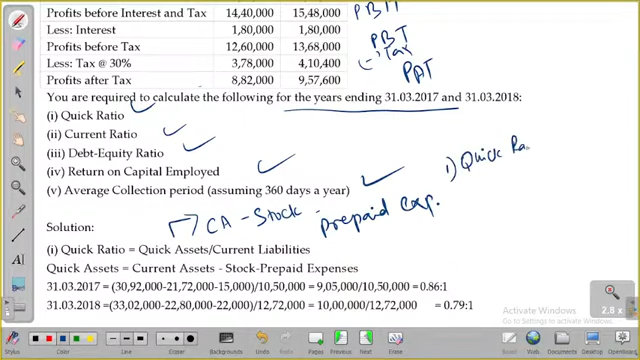 Profits before Interest and Tax 14,40,000 15,48,000
PBIT
Less: Interest 1,80,000 1,80,000
Profits before Tax 12,60,000 13,68,000
PBT
Less: Tax @ 30% 3,78,000 4,10,400
(-) Tax
Profits after Tax 8,82,000 9,57,600
PAT
You are required to calculate the following for the years ending 31.03.2017 and 31.03.2018:
(i) Quick Ratio
(ii) Current Ratio
(iii) Debt-Equity Ratio
(iv) Return on Capital Employed
(v) Average Collection period (assuming 360 days a year)
i) Quick Ra
CA - Stock - prepaid exp.
Solution:
(i) Quick Ratio = Quick Assets/Current Liabilities
Quick Assets = Current Assets - Stock-Prepaid Expenses
31.03.2017 = (30,92,000-21,72,000-15,000)/10,50,000 = 9,05,000/10,50,000 = 0.86:1
31.03.2018 =(33,02,000-22,80,000-22,000)/12,72,000 = 10,00,000/12,72,000 = 0.79:1
2.8 x
Activate Windows
Go to Settings to activate Windows.
Color Line Marker Eraser Backgrounds Undo Redo